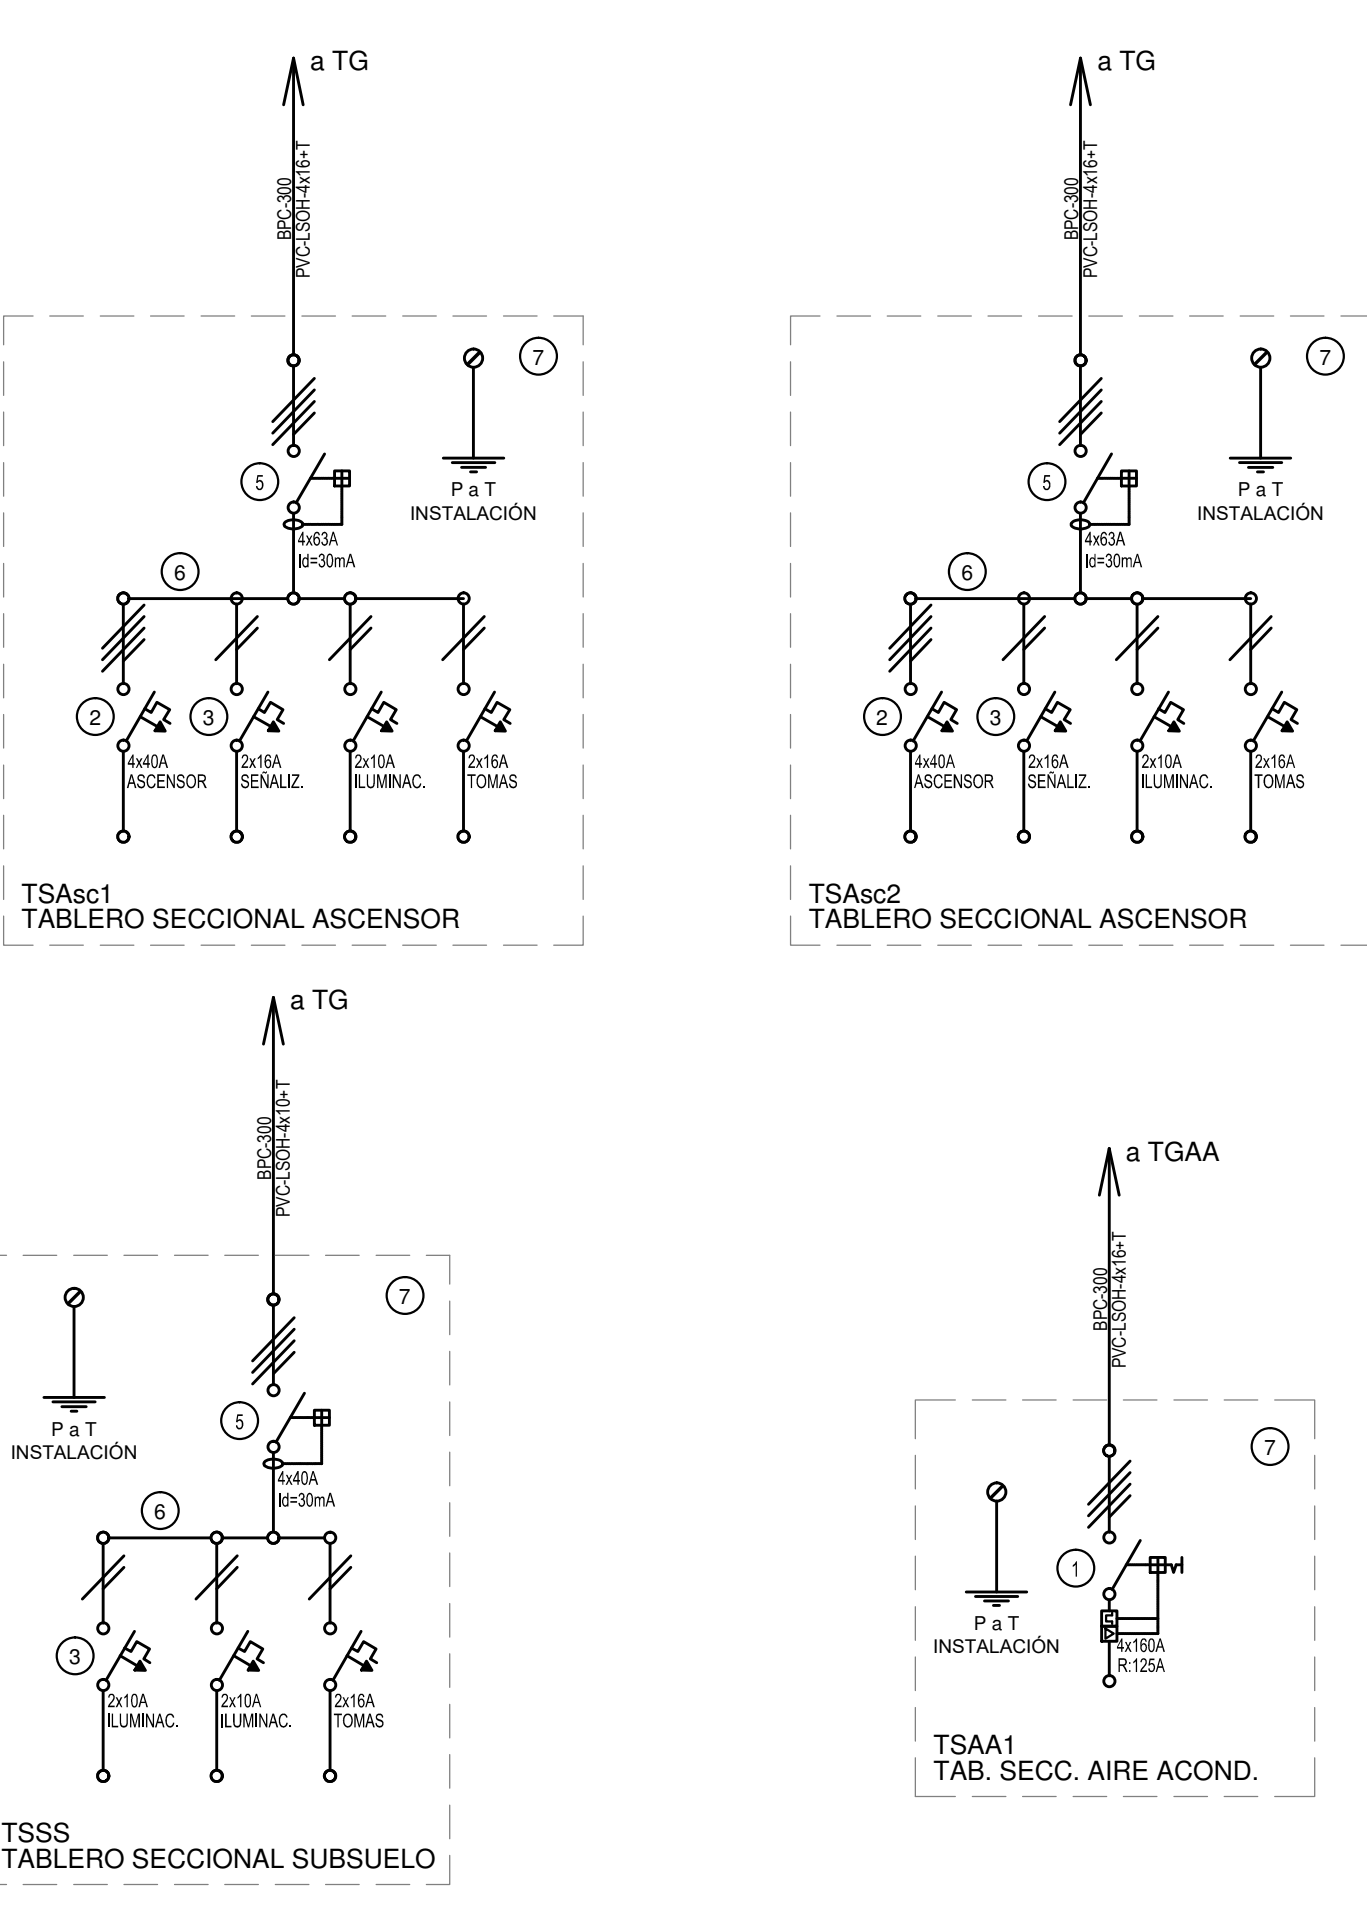 a TG
BPC-300
PVC-LSOH-4x16+T
7
5
P a T
INSTALACIÓN
4x63A
Id=30mA
6
2
3
4x40A
ASCENSOR
2x16A
SEÑALIZ.
2x10A
ILUMINAC.
2x16A
TOMAS
TSAsc1
TABLERO SECCIONAL ASCENSOR
a TG
BPC-300
PVC-LSOH-4x16+T
7
5
P a T
INSTALACIÓN
4x63A
Id=30mA
6
2
3
4x40A
ASCENSOR
2x16A
SEÑALIZ.
2x10A
ILUMINAC.
2x16A
TOMAS
TSAsc2
TABLERO SECCIONAL ASCENSOR
a TG
BPC-300
PVC-LSOH-4x10+T
7
P a T
INSTALACIÓN
5
4x40A
Id=30mA
6
3
2x10A
ILUMINAC.
2x10A
ILUMINAC.
2x16A
TOMAS
TSSS
TABLERO SECCIONAL SUBSUELO
a TGAA
BPC-300
PVC-LSOH-4x16+T
7
1
P a T
INSTALACIÓN
4x160A
R:125A
TSAA1
TAB. SECC. AIRE ACOND.